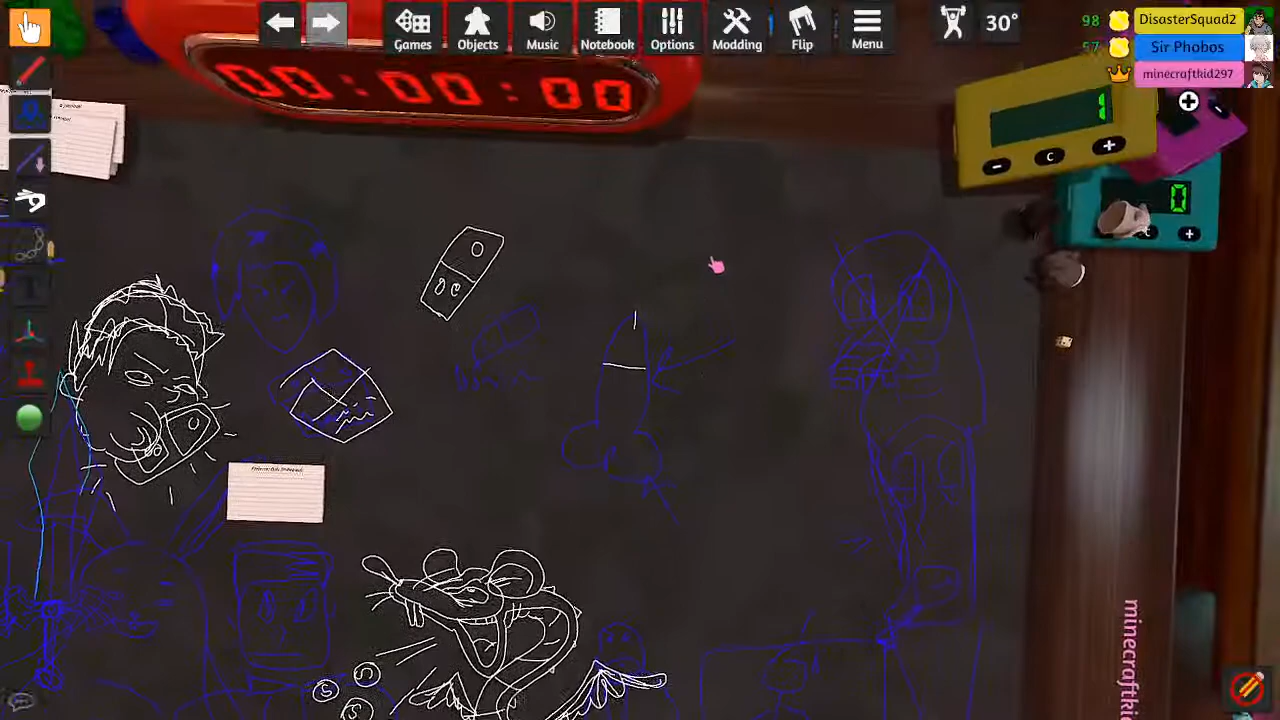 Games
Objects
Music
Notebook
Options
Modding
Flip
Menu
30°
98
DisasterSquad2
57
Sir Phobos
minecraftkid297
00:00:00
1
C
0
minecraftki